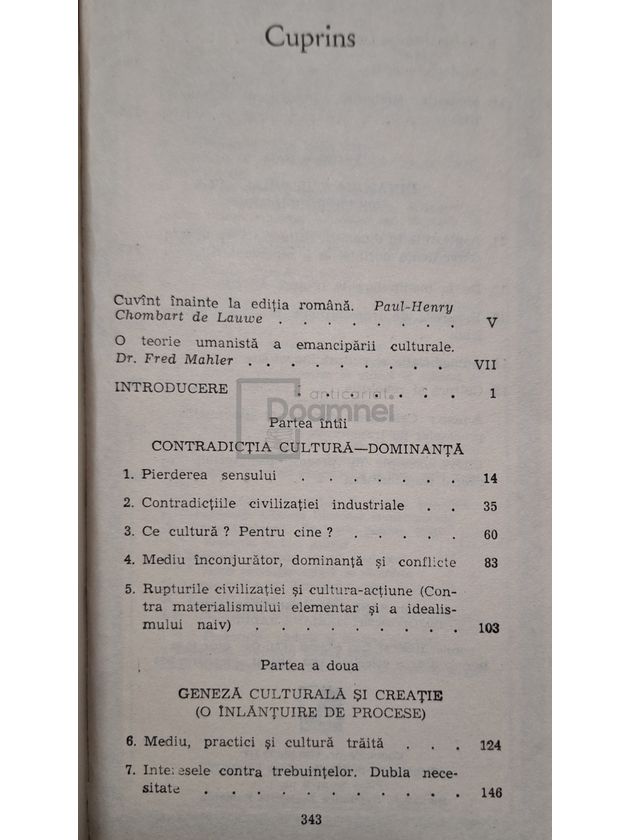 Cuprins
Cuvînt înainte la ediția română. Paul-Henry
Chombart de Lauwe . . . . . . . . V
O teorie umanistă a emancipării culturale.
Dr. Fred Mahler . . . . . . . . . VII
INTRODUCERE . . . . . . . 1
anticariat
Doamnei
Partea întîi
CONTRADICȚIA CULTURĂ—DOMINANȚĂ
1. Pierderea sensului . . . . . . . 14
2. Contradicțiile civilizației industriale . . 35
3. Ce cultură ? Pentru cine ? . . . . . 60
4. Mediu înconjurător, dominanță și conflicte 83
5. Rupturile civilizației și cultura-acțiune (Con-
tra materialismului elementar și a idealis-
mului naiv) . . . . . . . . . 103
Partea a doua
GENEZĂ CULTURALĂ ȘI CREAȚIE
(O ÎNLĂNȚUIRE DE PROCESE)
6. Mediu, practici și cultură trăită . . . 124
7. Interesele contra trebuințelor. Dubla nece-
sitate . . . . . . . . . . . 146
343